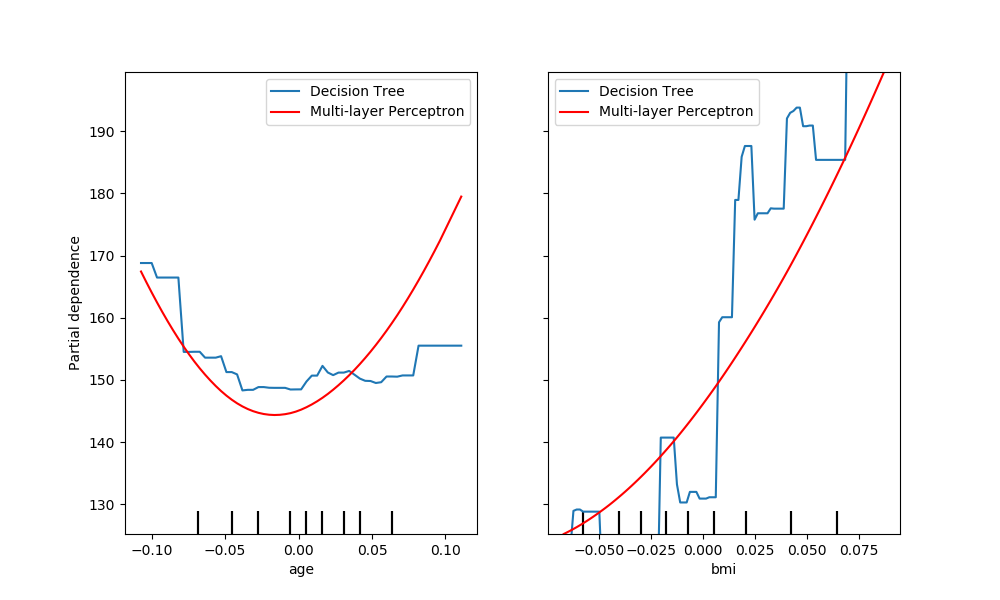 Decision Tree
Multi-layer Perceptron
Partial dependence
190
180
170
160
150
140
130
−0.10 −0.05 0.00 0.05 0.10
age
Decision Tree
Multi-layer Perceptron
−0.050 −0.025 0.000 0.025 0.050 0.075
bmi